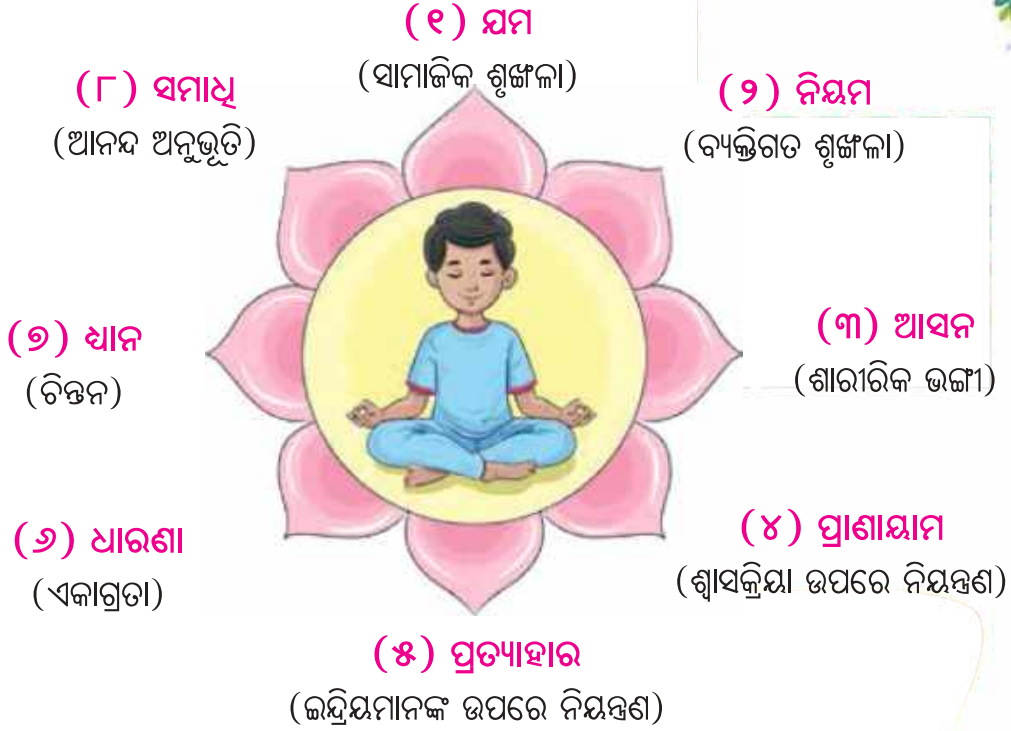 (୧) ଯମ
(ସାମାଜିକ ଶୃଙ୍ଖଳା)
(୨) ନିୟମ
(ବ୍ୟକ୍ତିଗତ ଶୃଙ୍ଖଳା)
(୩) ଆସନ
(ଶାରୀରିକ ଭଙ୍ଗୀ)
(୪) ପ୍ରାଣାୟାମ
(ଶ୍ୱାସକ୍ରିୟା ଉପରେ ନିୟନ୍ତ୍ରଣ)
(୫) ପ୍ରତ୍ୟାହାର
(ଇନ୍ଦ୍ରିୟମାନଙ୍କ ଉପରେ ନିୟନ୍ତ୍ରଣ)
(୬) ଧାରଣା
(ଏକାଗ୍ରତା)
(୭) ଧ୍ୟାନ
(ଚିନ୍ତନ)
(୮) ସମାଧି
(ଆନନ୍ଦ ଅନୁଭୂତି)